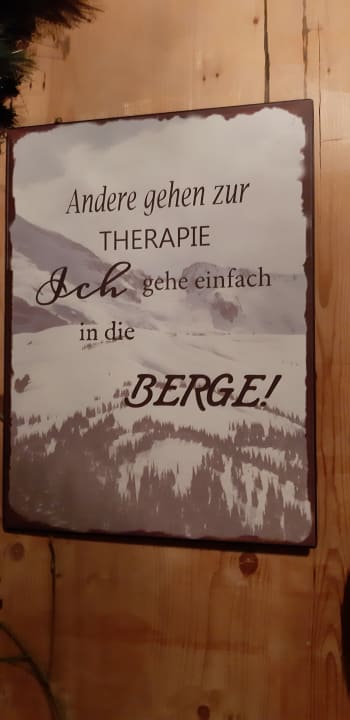 Andere gehen zur
THERAPIE
Ich gehe einfach
in die
BERGE!